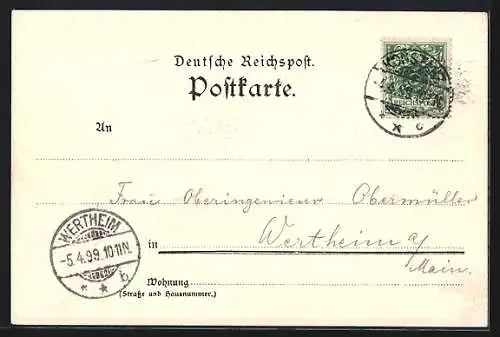 Deutsche Reichspost.
Postkarte.
REICHSPOST
An
Frau Oberingenieur Obermüller
WERTHEIM
-5.4.99.10-11N.
b
in Wertheim a/
Main.
Wohnung
(Straße und Hausnummer.)